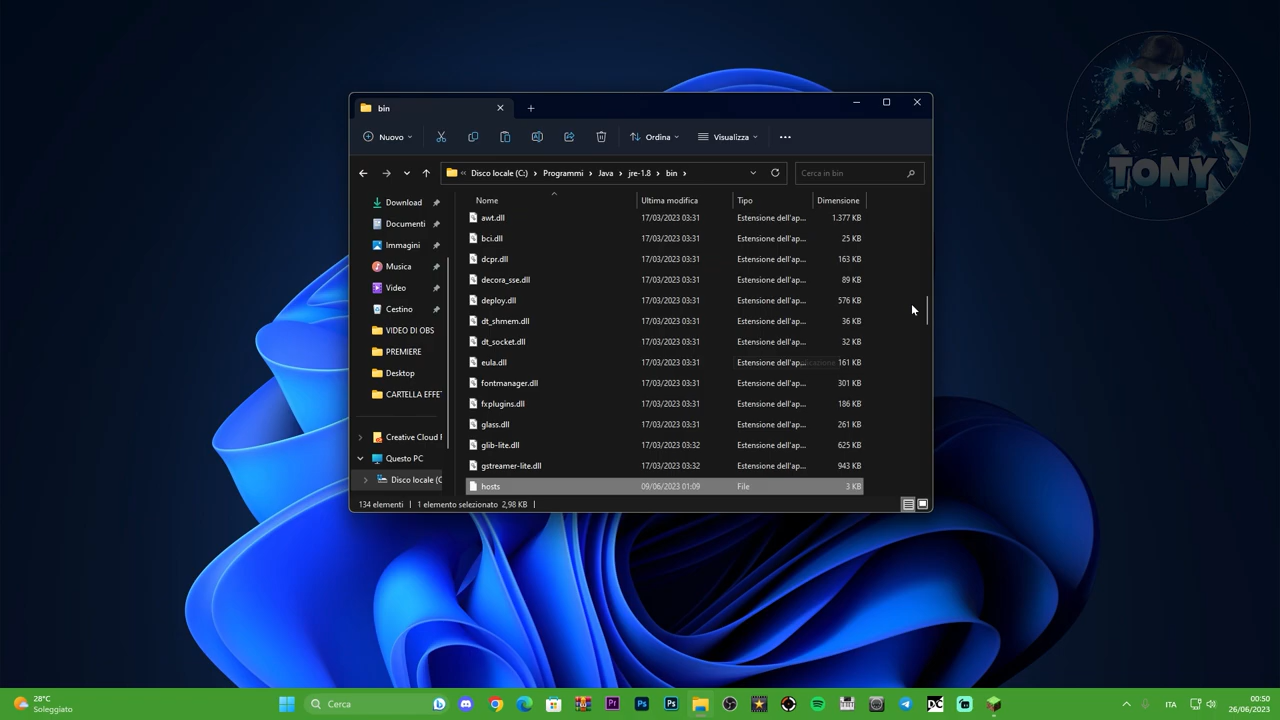 bin
Nuovo
Ordina
Visualizza
Disco locale (C:) > Programmi > Java > jre-1.8 > bin >
Cerca in bin
Nome Ultima modifica Tipo Dimensione
Download
Documenti
Immagini
Musica
Video
Cestino
VIDEO DI OBS
PREMIERE
Desktop
CARTELLA EFFE
Creative Cloud F
Questo PC
Disco locale (C
awt.dll 17/03/2023 03:31 Estensione dell'ap... 1.377 KB
bci.dll 17/03/2023 03:31 Estensione dell'ap... 25 KB
dcpr.dll 17/03/2023 03:31 Estensione dell'ap... 163 KB
decora_sse.dll 17/03/2023 03:31 Estensione dell'ap... 89 KB
deploy.dll 17/03/2023 03:31 Estensione dell'ap... 576 KB
dt_shmem.dll 17/03/2023 03:31 Estensione dell'ap... 36 KB
dt_socket.dll 17/03/2023 03:31 Estensione dell'ap... 32 KB
eula.dll 17/03/2023 03:31 Estensione dell'ap... 161 KB
fontmanager.dll 17/03/2023 03:31 Estensione dell'ap... 301 KB
fxplugins.dll 17/03/2023 03:31 Estensione dell'ap... 186 KB
glass.dll 17/03/2023 03:31 Estensione dell'ap... 261 KB
glib-lite.dll 17/03/2023 03:32 Estensione dell'ap... 625 KB
gstreamer-lite.dll 17/03/2023 03:32 Estensione dell'ap... 943 KB
hosts 09/06/2023 01:09 File 3 KB
134 elementi | 1 elemento selezionato 2,98 KB |
TONY
28°C
Soleggiato
Cerca
Pr
Ps
Ps
DC
ITA
00:50
26/06/2023